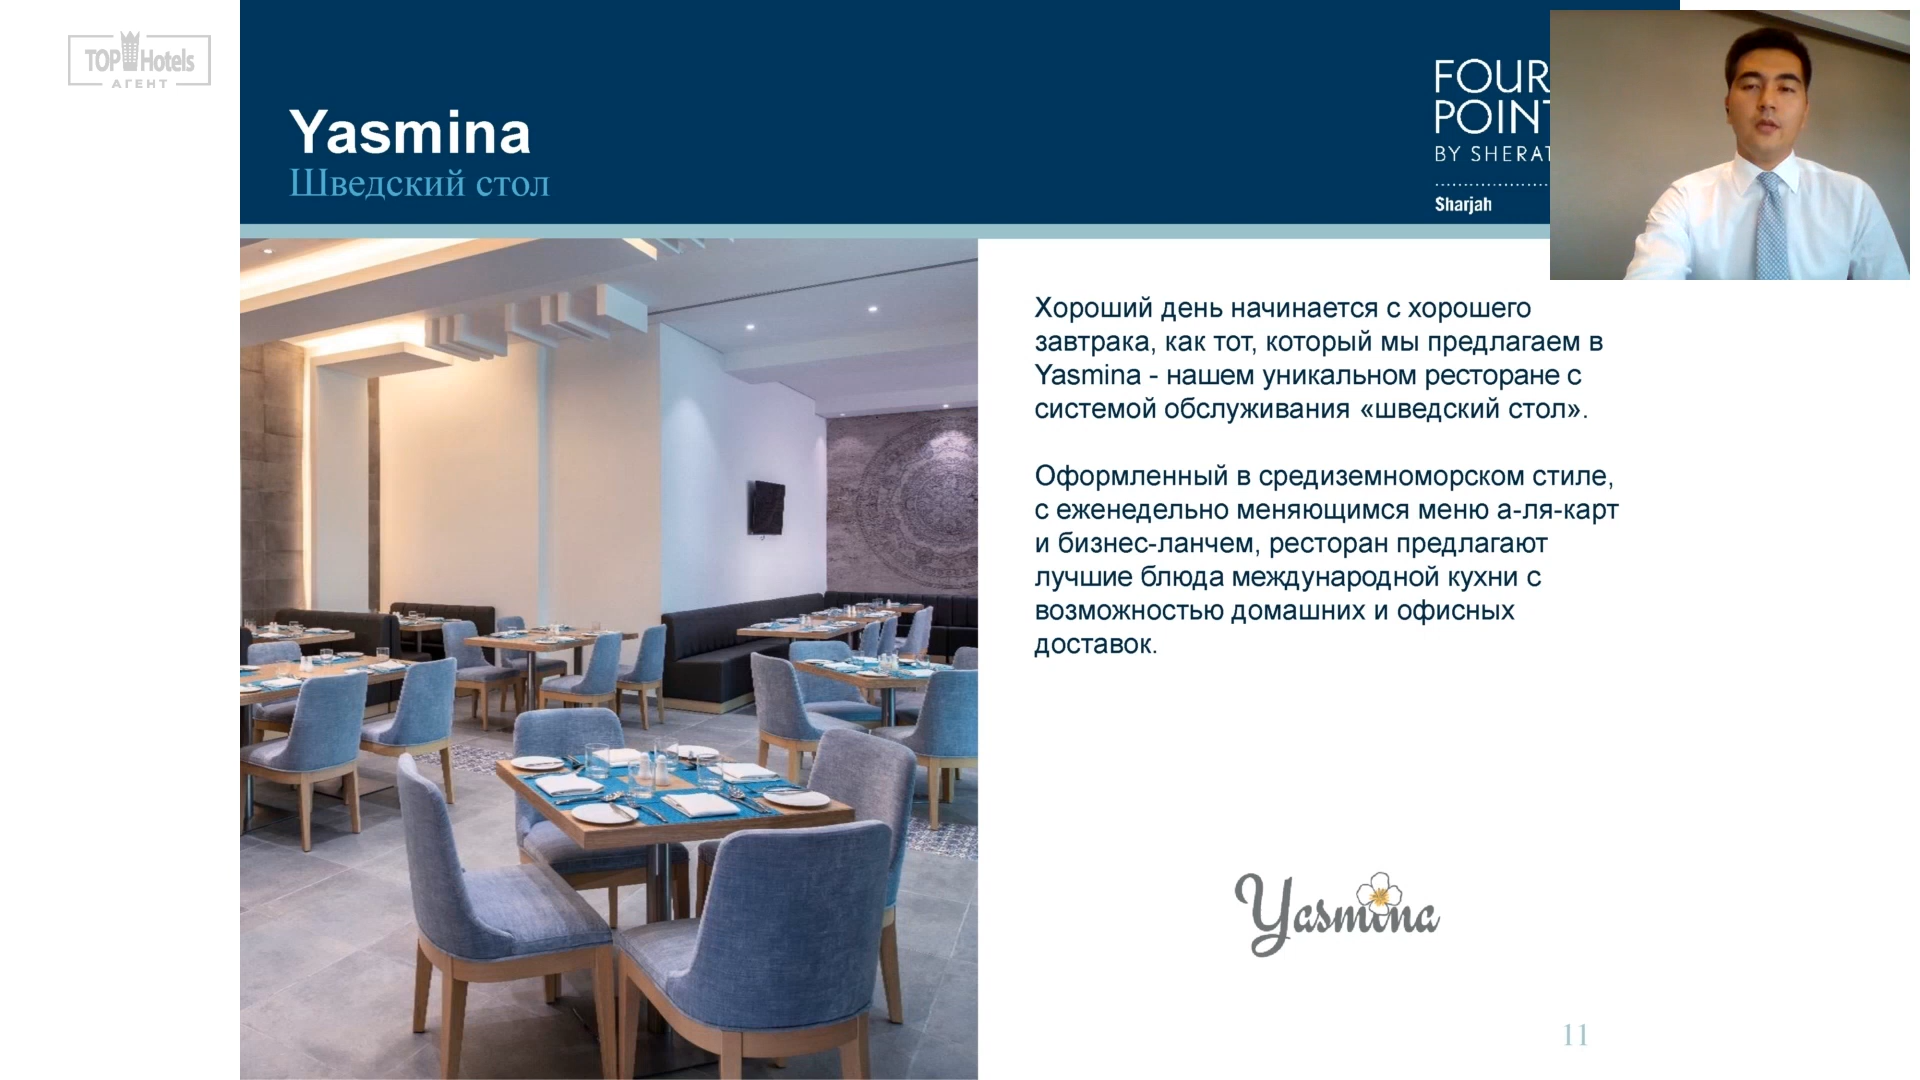 TOP Hotels
АГЕНТ
Yasmina
Шведский стол
FOUR
POINT
BY SHERAT
Sharjah
Хороший день начинается с хорошего
завтрака, как тот, который мы предлагаем в
Yasmina - нашем уникальном ресторане с
системой обслуживания «шведский стол».
Оформленный в средиземноморском стиле,
с еженедельно меняющимся меню а-ля-карт
и бизнес-ланчем, ресторан предлагают
лучшие блюда международной кухни с
возможностью домашних и офисных
доставок.
Yasmina
11